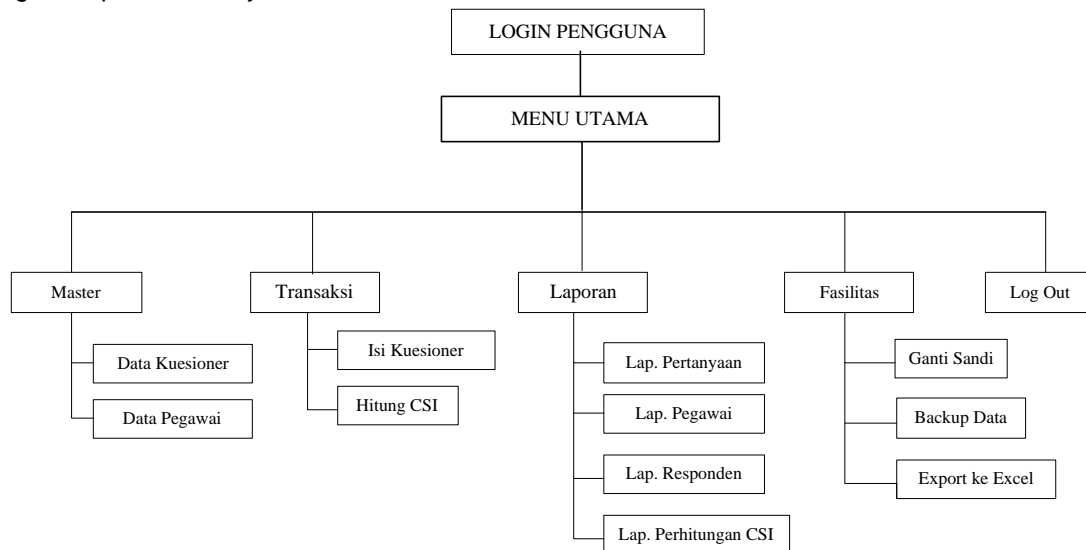 LOGIN PENGGUNA
MENU UTAMA
Master
Transaksi
Laporan
Fasilitas
Log Out
Data Kuesioner
Data Pegawai
Isi Kuesioner
Hitung CSI
Lap. Pertanyaan
Lap. Pegawai
Lap. Responden
Lap. Perhitungan CSI
Ganti Sandi
Backup Data
Export ke Excel